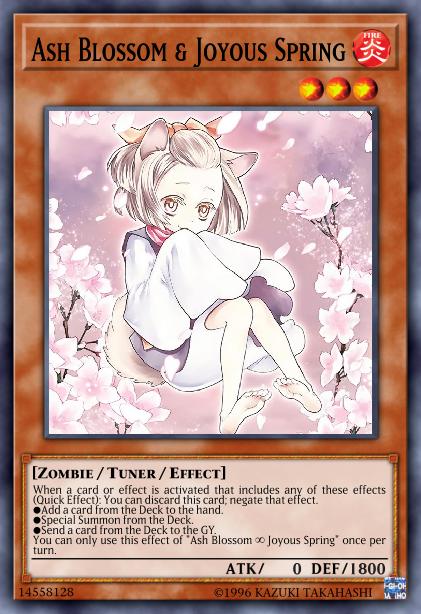 ASH BLOSSOM & JOYOUS SPRING
FIRE
炎
[ZOMBIE / TUNER / EFFECT]
When a card or effect is activated that includes any of these effects
(Quick Effect): You can discard this card; negate that effect.
●Add a card from the Deck to the hand.
●Special Summon from the Deck.
●Send a card from the Deck to the GY.
You can only use this effect of "Ash Blossom ∞ Joyous Spring" once per
turn.
ATK/ 0 DEF/1800
14558128
©1996 KAZUKI TAKAHASHI